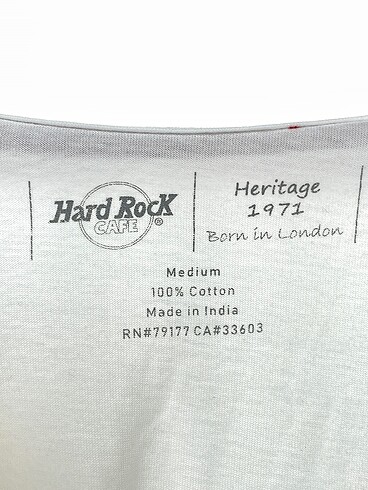 Hard Rock
CAFE ®
Heritage
1971
Born in London
Medium
100% Cotton
Made in India
RN#79177 CA#33603